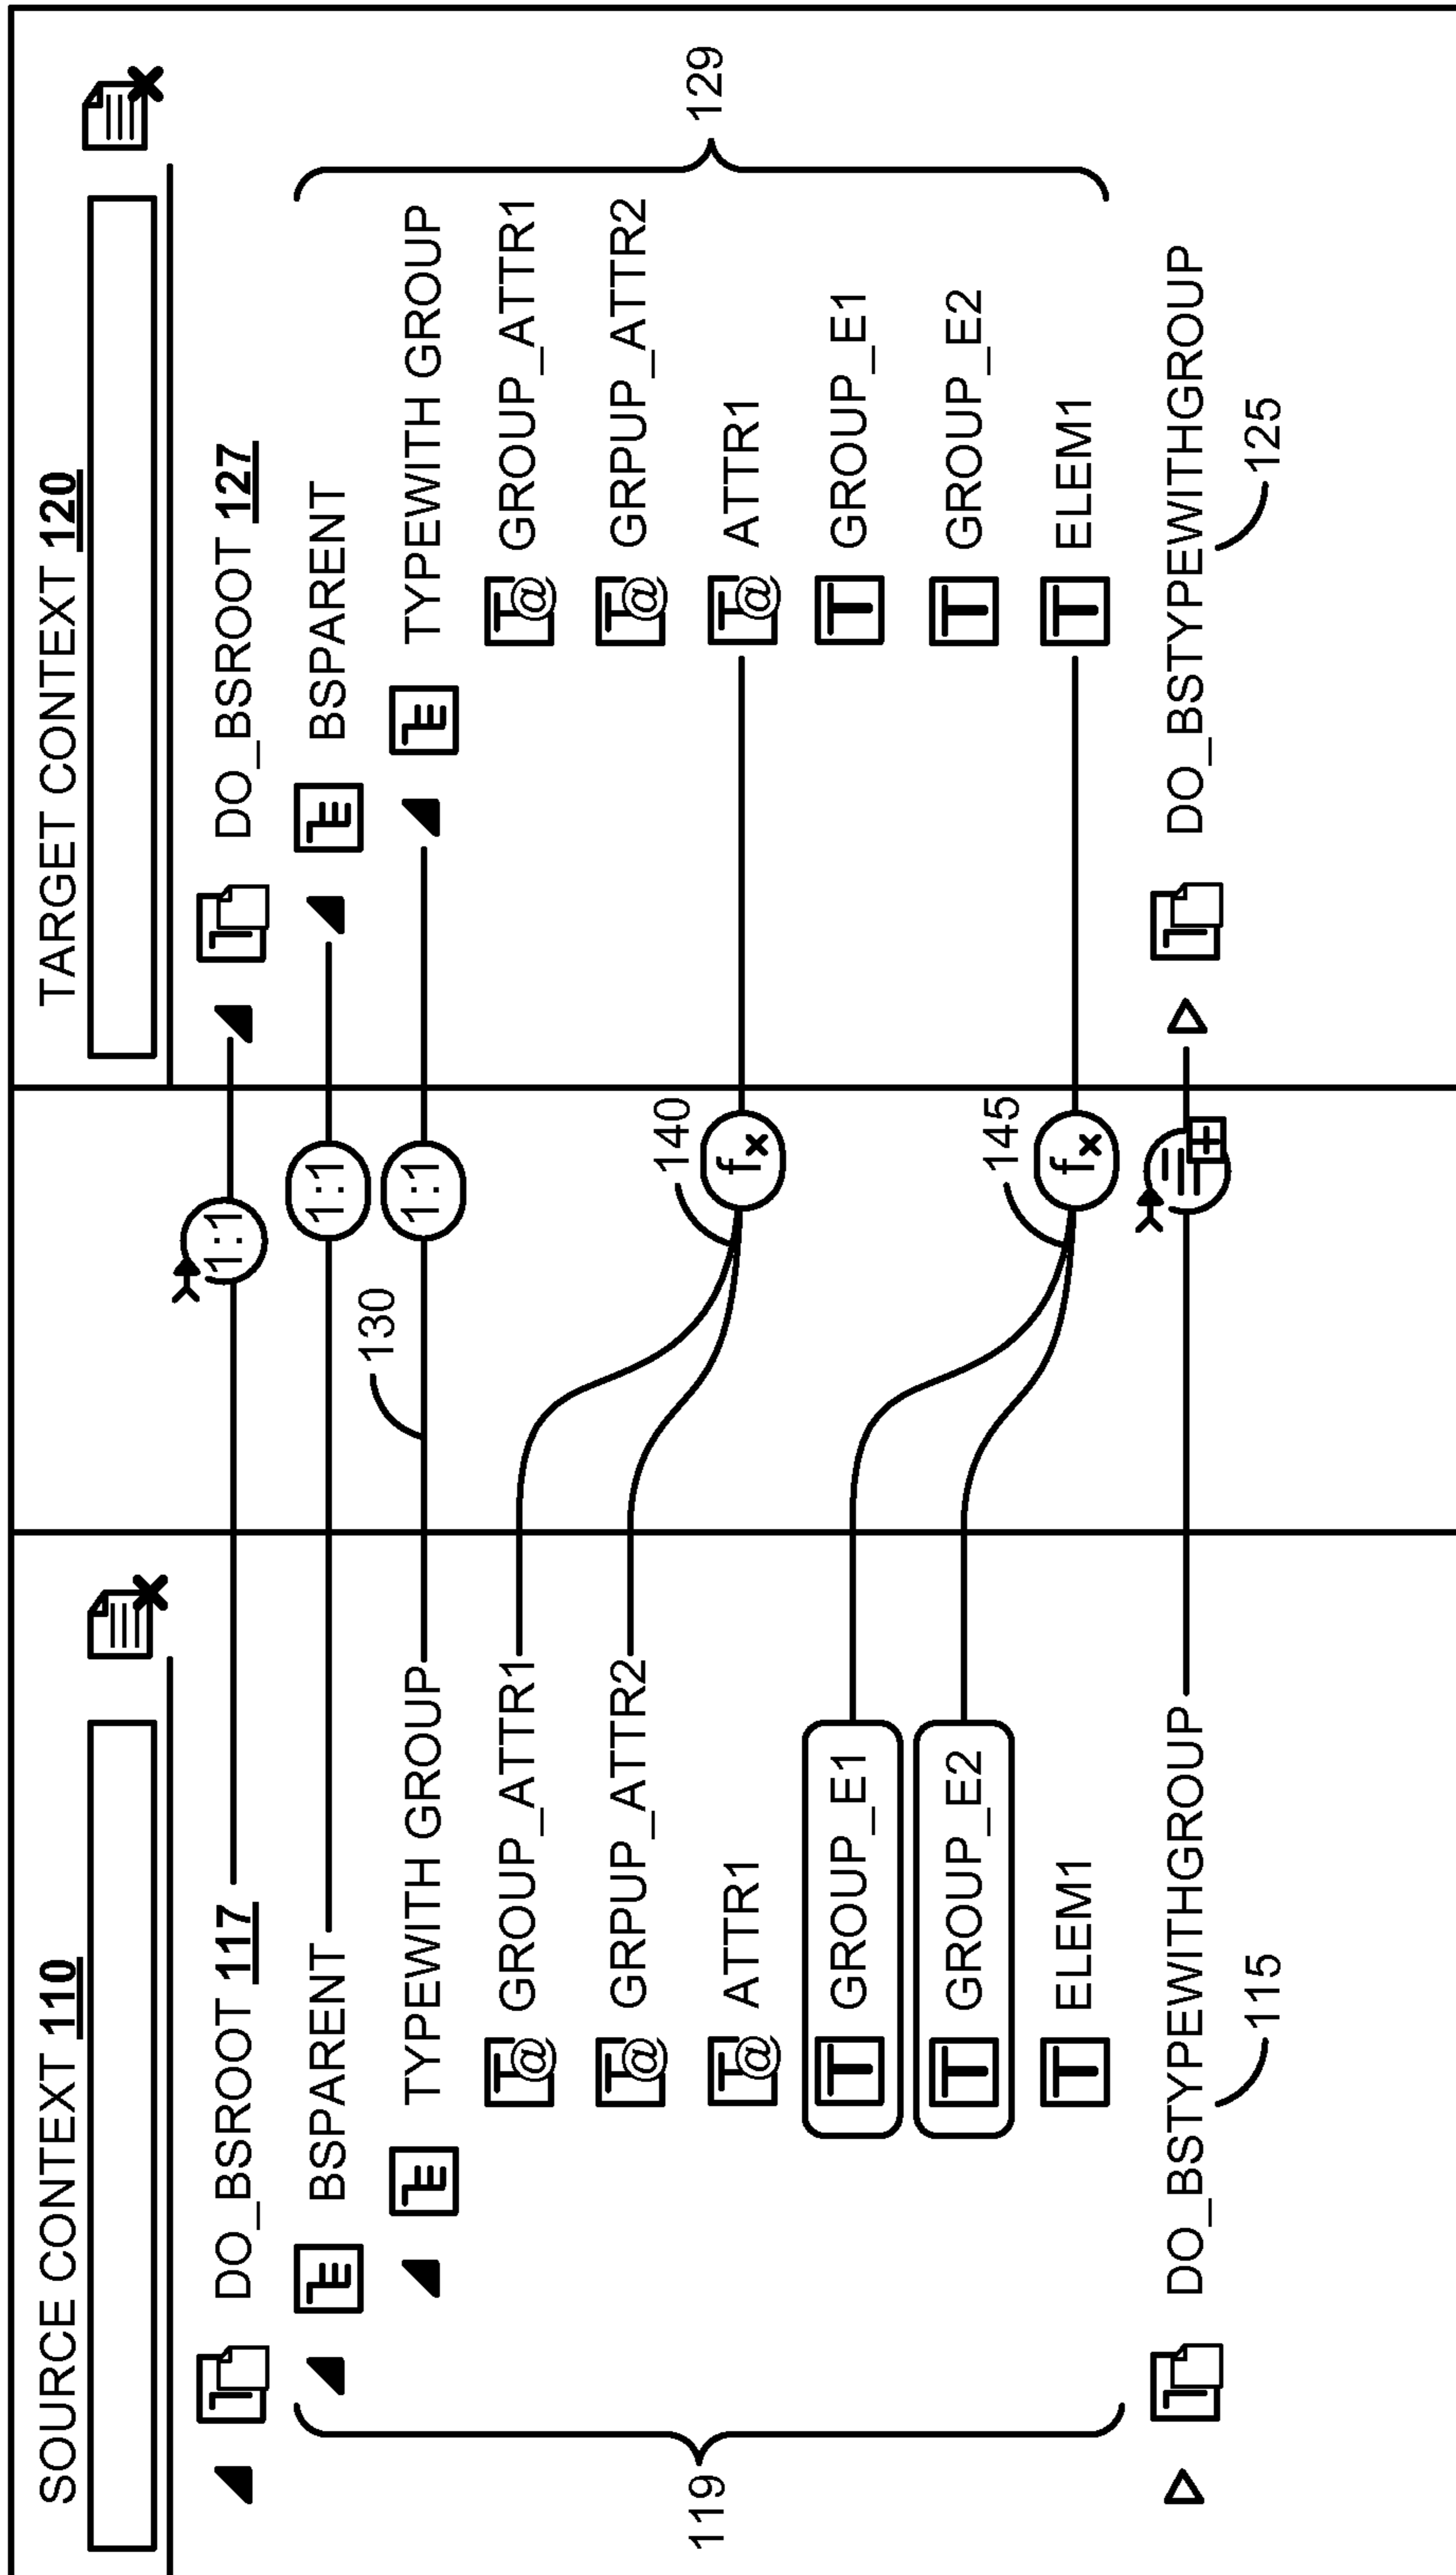 SOURCE CONTEXT 110
DO_BSROOT 117
BSPARENT
TYPEWITH GROUP
T@ GROUP_ATTR1
T@ GRPUP_ATTR2
T@ ATTR1
T GROUP_E1
T GROUP_E2
T ELEM1
DO_BSTYPEWITHGROUP
115
119
1:1
1:1
1:1
130
140
fx
145
fx
TARGET CONTEXT 120
DO_BSROOT 127
BSPARENT
TYPEWITH GROUP
T@ GROUP_ATTR1
T@ GRPUP_ATTR2
T@ ATTR1
T GROUP_E1
T GROUP_E2
T ELEM1
DO_BSTYPEWITHGROUP
125
129